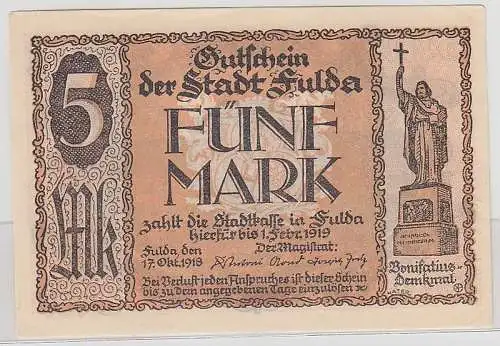 Gutschein
der Stadt Fulda
5
FÜNF
MARK
Mk
zahlt die Stadtkasse in Fulda
hierfür bis 1. Febr. 1919
Fulda, den
17. Okt. 1918
Der Magistrat:
Bei Verlust jeden Anspruches ist dieser Schein
bis zu dem angegebenen Tage einzulösen
Bonifatius-
Denkmal